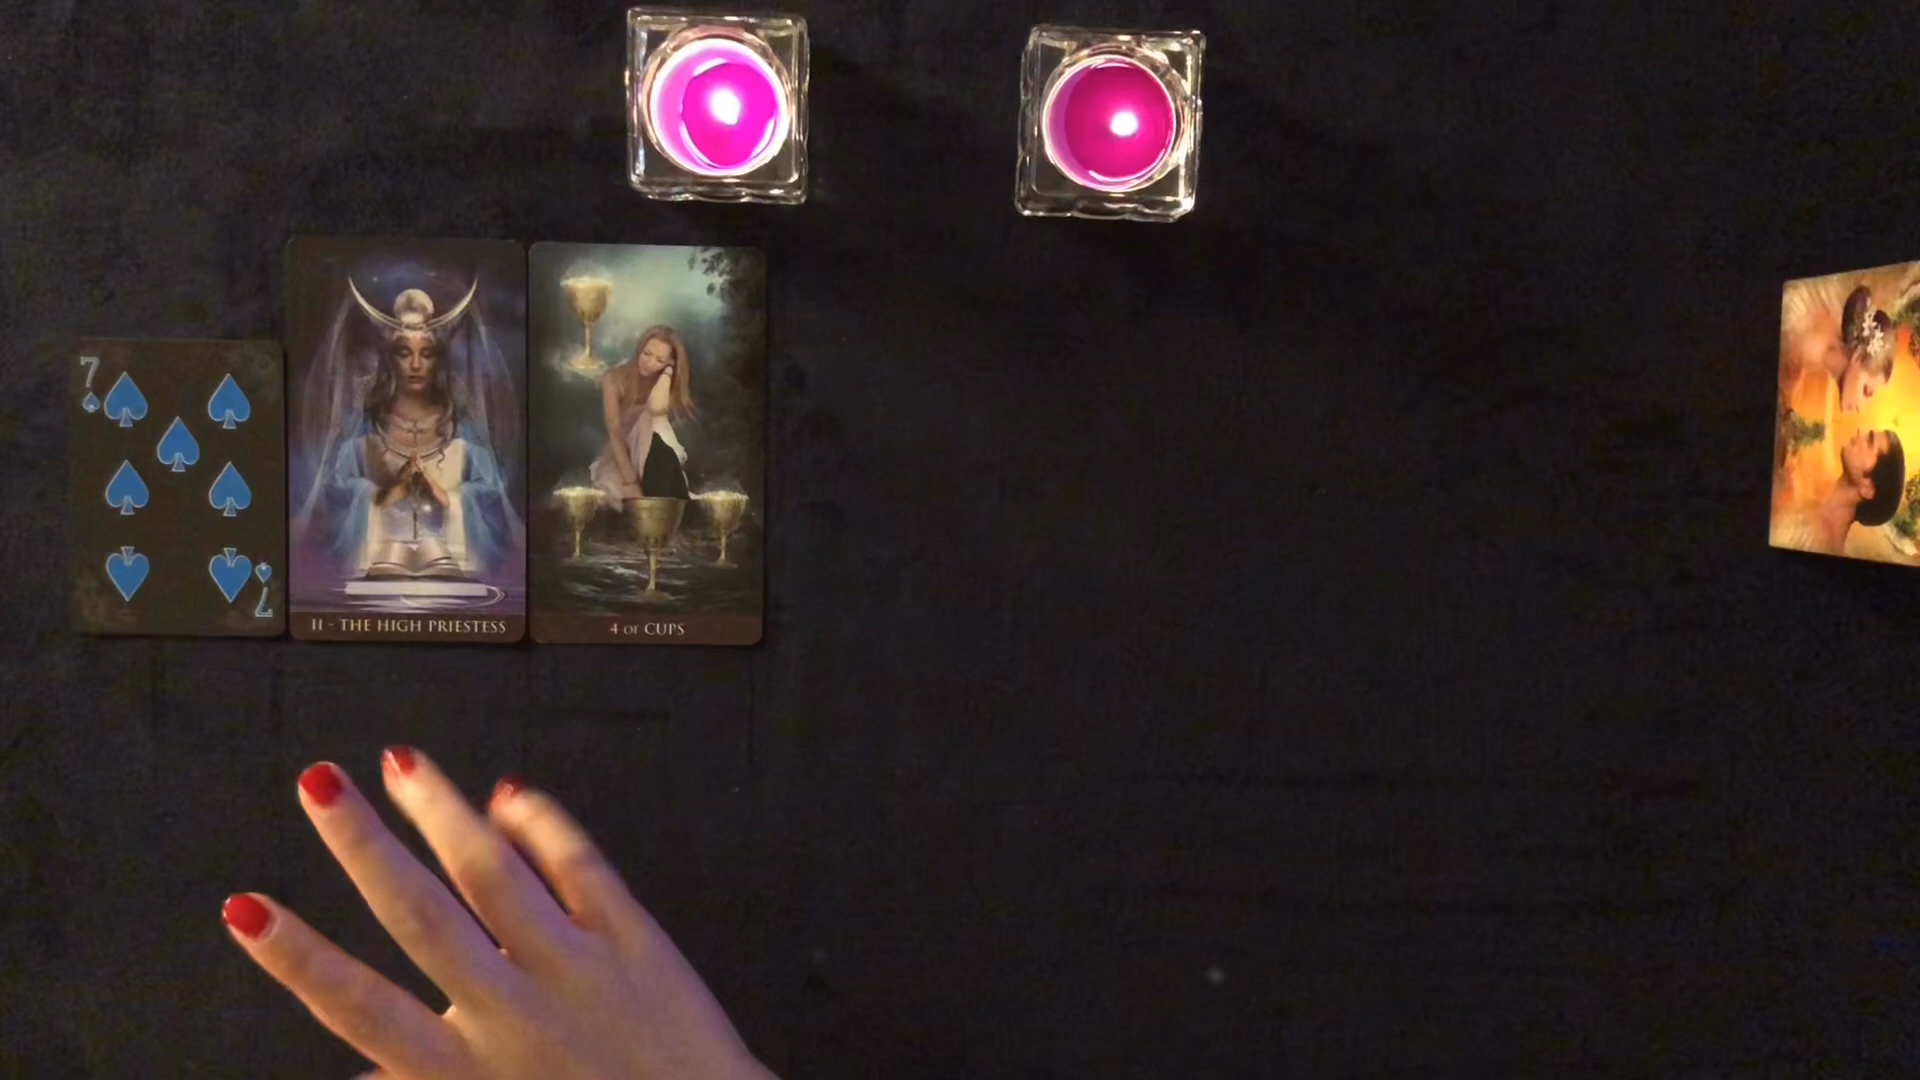 7
II - THE HIGH PRIESTESS
4 OF CUPS
7